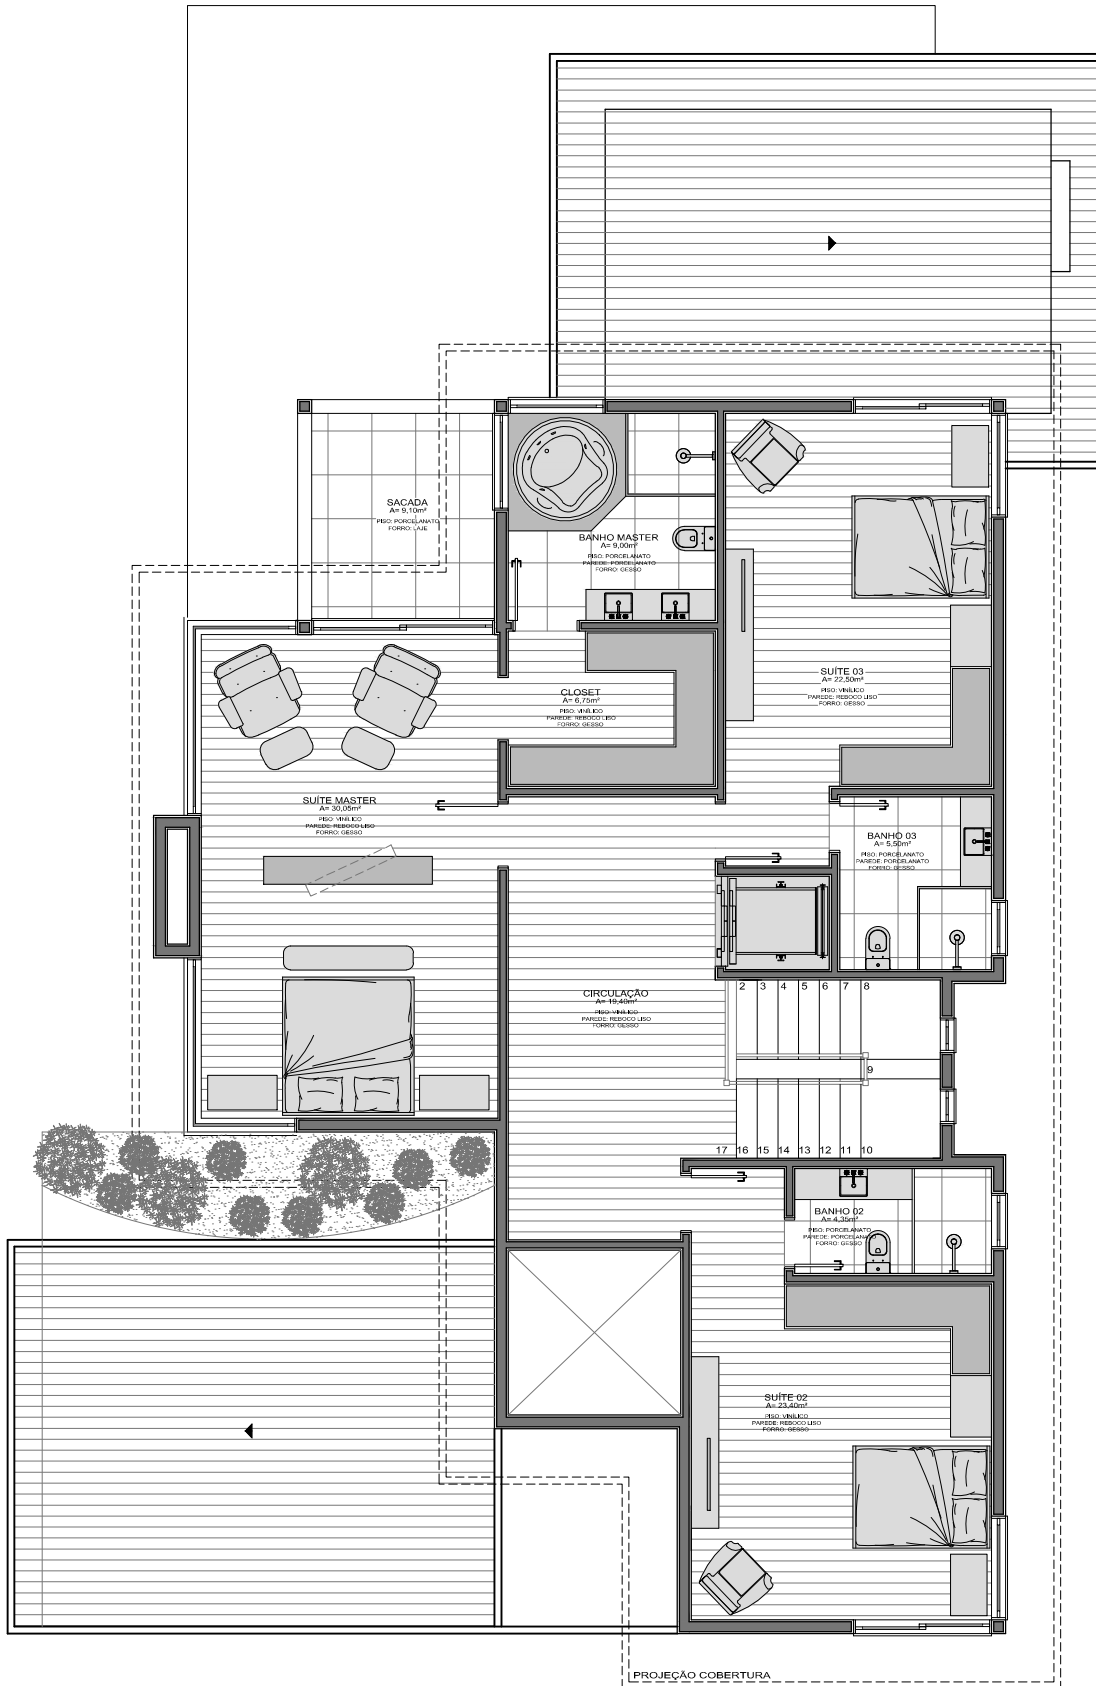 SACADA
A= 9,10m²
PISO: PORCELANATO
FORRO: LAJE
BANHO MASTER
A= 9,00m²
PISO: PORCELANATO
PAREDE: PORCELANATO
FORRO: GESSO
SUÍTE 03
A= 22,50m²
PISO: VINÍLICO
PAREDE: REBOCO LISO
FORRO: GESSO
CLOSET
A= 6,75m²
PISO: VINÍLICO
PAREDE: REBOCO LISO
FORRO: GESSO
SUÍTE MASTER
A= 30,05m²
PISO: VINÍLICO
PAREDE: REBOCO LISO
FORRO: GESSO
BANHO 03
A= 5,50m²
PISO: PORCELANATO
PAREDE: PORCELANATO
FORRO: GESSO
CIRCULAÇÃO
A= 19,40m²
PISO: VINÍLICO
PAREDE: REBOCO LISO
FORRO: GESSO
2 3 4 5 6 7 8
9
17 16 15 14 13 12 11 10
BANHO 02
A= 4,35m²
PISO: PORCELANATO
PAREDE: PORCELANATO
FORRO: GESSO
SUÍTE 02
A= 23,40m²
PISO: VINÍLICO
PAREDE: REBOCO LISO
FORRO: GESSO
PROJEÇÃO COBERTURA